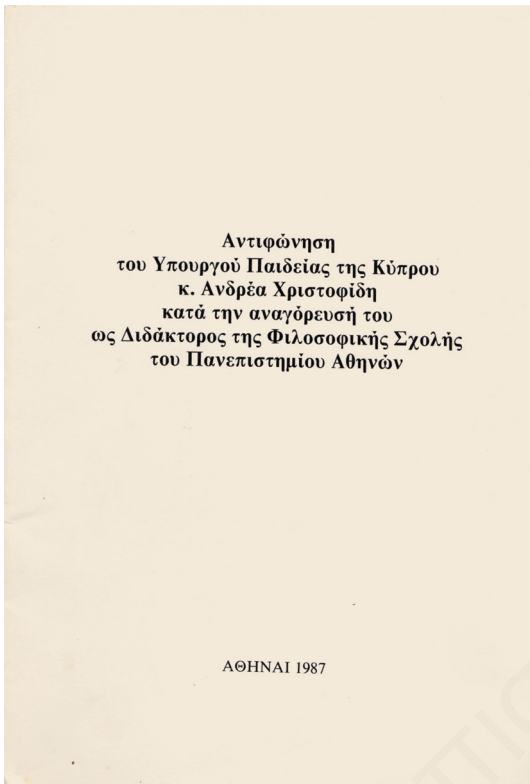 Αντιφώνηση
του Υπουργού Παιδείας της Κύπρου
κ. Ανδρέα Χριστοφίδη
κατά την αναγόρευσή του
ως Διδάκτορος της Φιλοσοφικής Σχολής
του Πανεπιστημίου Αθηνών
ΑΘΗΝΑΙ 1987